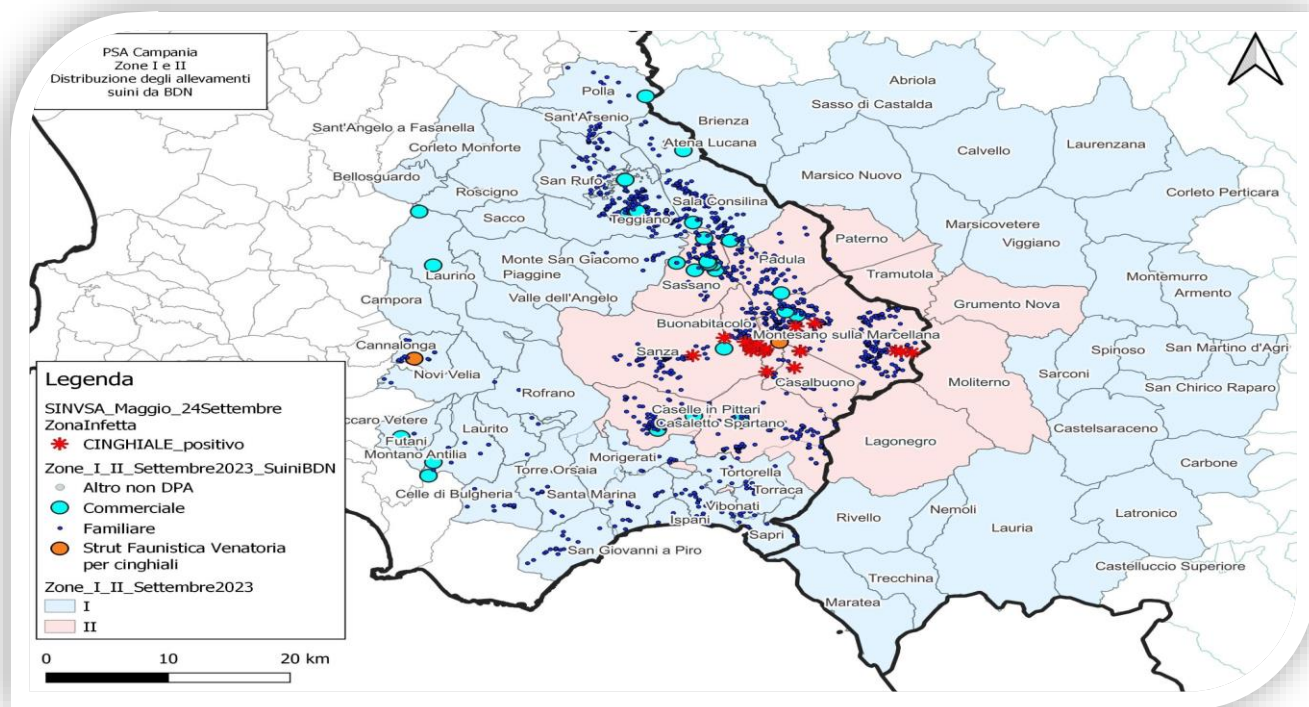 PSA Campania
Zone I e II
Distribuzione degli allevamenti
suini da BDN
Polla
Abriola
Sasso di Castalda
Sant'Arsenio
Brienza
Sant'Angelo a Fasanella
Corleto Monforte
Atena Lucana
Calvello
Laurenzana
Bellosguardo
San Rufo
Marsico Nuovo
Roscigno
Corleto Perticara
Sala Consilina
Sacco
Teggiano
Marsicovetere
Paterno
Viggiano
Monte San Giacomo
Padula
Piaggine
Tramutola
Laurino
Sassano
Montemurro
Armento
Valle dell'Angelo
Campora
Grumento Nova
Buonabitacolo
Montesano sulla Marcellana
Cannalonga
Sanza
Spinoso
San Martino d'Agri
Novi Velia
Sarconi
Casalbuono
Moliterno
San Chirico Raparo
Rofrano
Caselle in Pittari
Castelsaraceno
ccaro Vetere
Casaletto Spartano
Laurito
Futani
Lagonegro
Montano Antilia
Morigerati
Carbone
Torre Orsaia
Tortorella
Celle di Bulgheria
Santa Marina
Torraca
Vibonati
Nemoli
Latronico
Ispani
Rivello
Lauria
Sapri
San Giovanni a Piro
Castelluccio Superiore
Trecchina
Maratea
Legenda
SINVSA_Maggio_24Settembre
ZonaInfetta
CINGHIALE_positivo
Zone_I_II_Settembre2023_SuiniBDN
Altro non DPA
Commerciale
Familiare
Strut Faunistica Venatoria
per cinghiali
Zone_I_II_Settembre2023
I
II
0 10 20 km